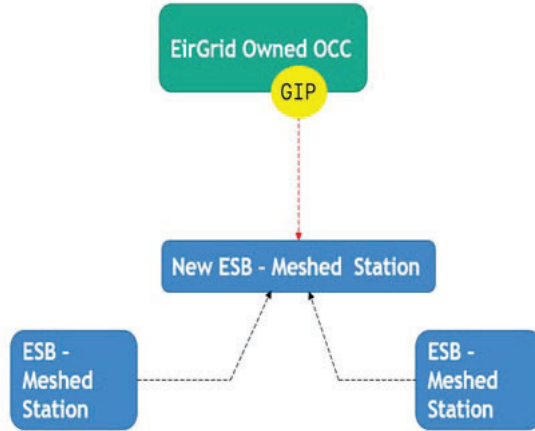 EirGrid Owned OCC
GIP
New ESB - Meshed Station
ESB -
Meshed
Station
ESB -
Meshed
Station